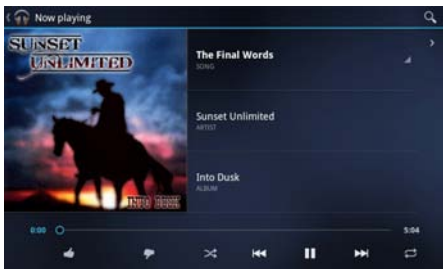 Now playing
SUNSET
UNLIMITED
INTO DUSK
The Final Words
SONG
Sunset Unlimited
ARTIST
Into Dusk
ALBUM
0:00
5:04